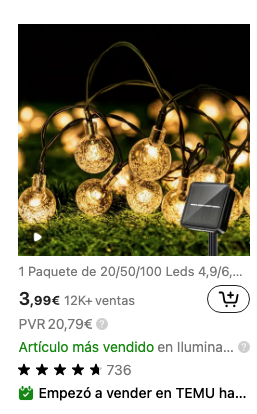 1 Paquete de 20/50/100 Leds 4,9/6,...
3,99€ 12K+ ventas
PVR 20,79€
Artículo más vendido en Ilumina...
736
Empezó a vender en TEMU ha...